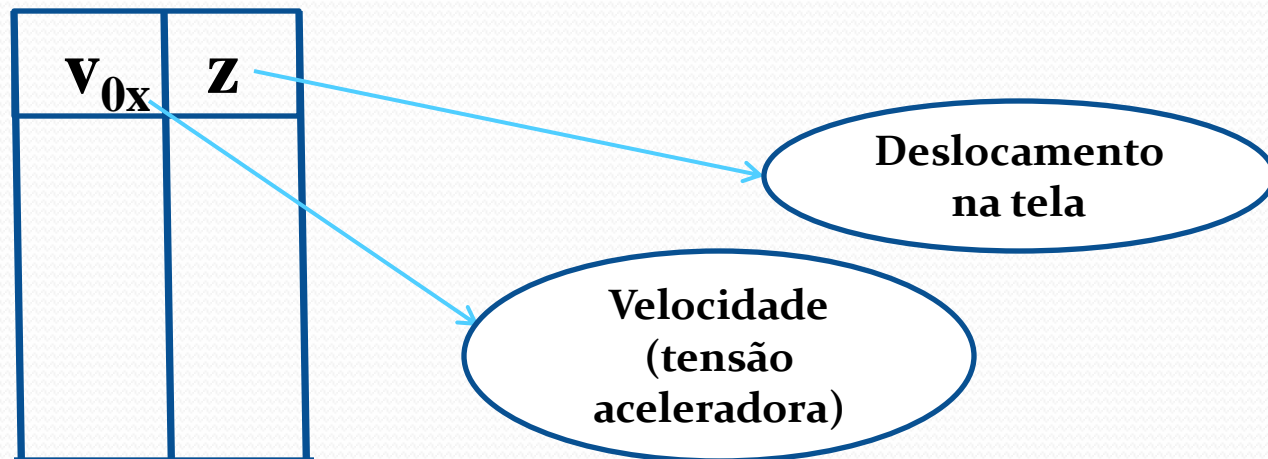 v0x z
Deslocamento
na tela
Velocidade
(tensão
aceleradora)